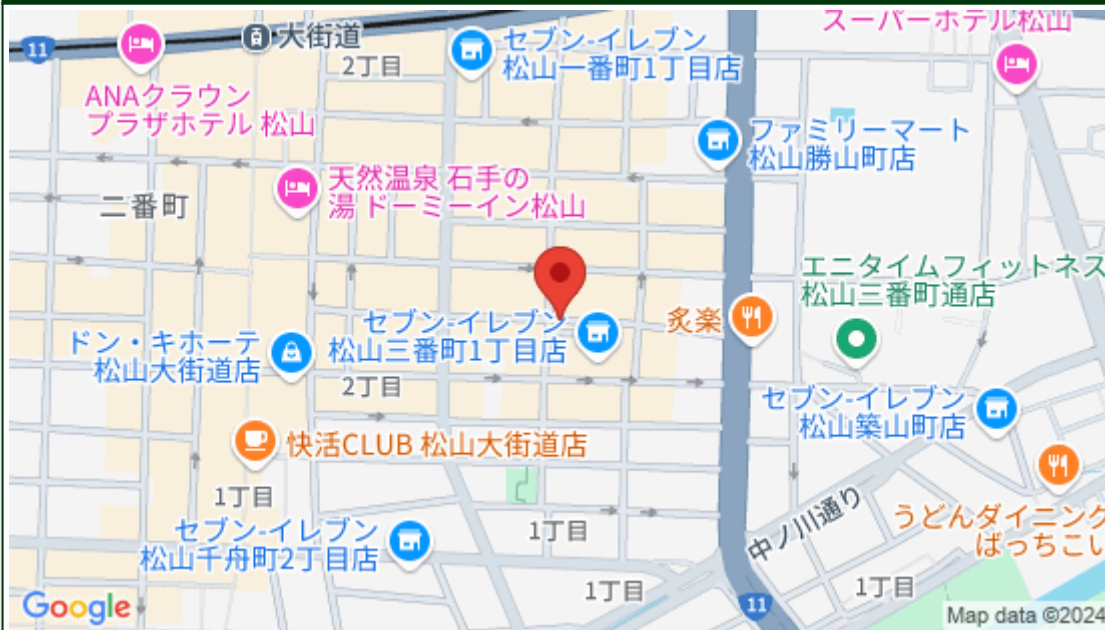 スーパーホテル松山
11
大街道
2丁目
セブン-イレブン
松山一番町1丁目店
ANAクラウン
プラザホテル 松山
ファミリーマート
松山勝山町店
天然温泉 石手の
湯 ドーミーイン松山
二番町
エニタイムフィットネス
松山三番町通店
セブン-イレブン
松山三番町1丁目店
炙楽
ドン・キホーテ
松山大街道店
2丁目
セブン-イレブン
松山築山町店
快活CLUB 松山大街道店
1丁目
中ノ川通り
うどんダイニング
ばっちこい
セブン-イレブン
松山千舟町2丁目店
1丁目
1丁目
1丁目
11
Google
Map data ©2024